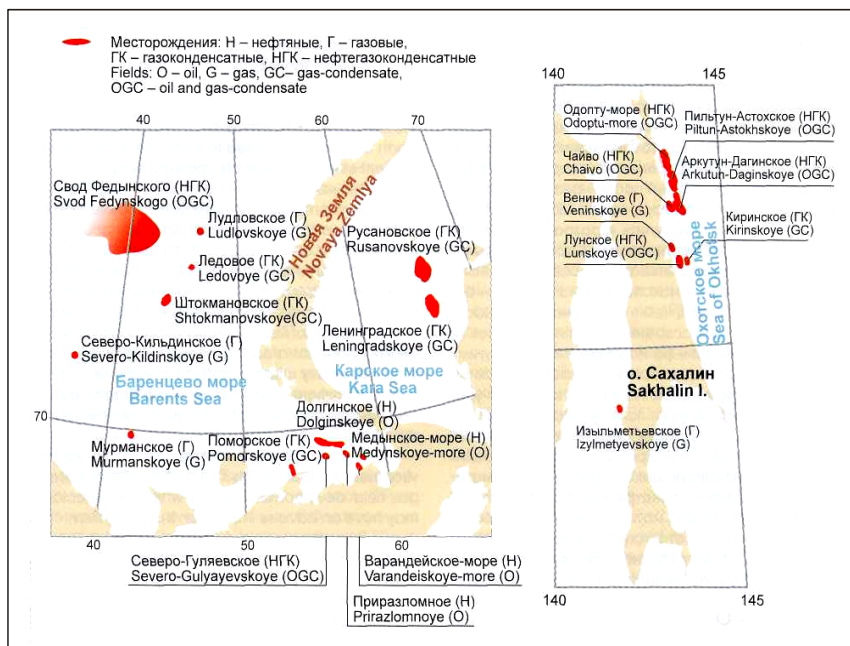 Месторождения: Н – нефтяные, Г – газовые,
ГК – газоконденсатные, НГК – нефтегазоконденсатные
Fields: O – oil, G – gas, GC– gas-condensate,
OGC – oil and gas-condensate
40
50
60
70
Свод Федынского (НГК)
Svod Fedynskogo (OGC)
Лудловское (Г)
Ludlovskoye (G)
Ледовое (ГК)
Ledovoye (GC)
Штокмановское (ГК)
Shtokmanovskoye(GC)
Северо-Кильдинское (Г)
Severo-Kildinskoye (G)
Новая Земля
Novaya Zemlya
Русановское (ГК)
Rusanovskoye (GC)
Ленинградское (ГК)
Leningradskoye (GC)
Баренцево море
Barents Sea
Карское море
Kara Sea
70
Долгинское (Н)
Dolginskoye (O)
Мурманское (Г)
Murmanskoye (G)
Поморское (ГК)
Pomorskoye (GC)
Медынское-море (Н)
Medynskoye-more (O)
40
50
60
Северо-Гуляевское (НГК)
Severo-Gulyayevskoye (OGC)
Варандейское-море (Н)
Varandeiskoye-more (O)
Приразломное (Н)
Prirazlomnoye (O)
140
145
Одопту-море (НГК)
Odoptu-more (OGC)
Пильтун-Астохское (НГК)
Piltun-Astokhskoye (OGC)
Чайво (НГК)
Chaivo (OGC)
Аркутун-Дагинское (НГК)
Arkutun-Daginskoye (OGC)
Венинское (Г)
Veninskoye (G)
Киринское (ГК)
Kirinskoye (GC)
Лунское (НГК)
Lunskoye (OGC)
Охотское море
Sea of Okhotsk
о. Сахалин
Sakhalin I.
Изыльметьевское (Г)
Izylmetyevskoye (G)
140
145